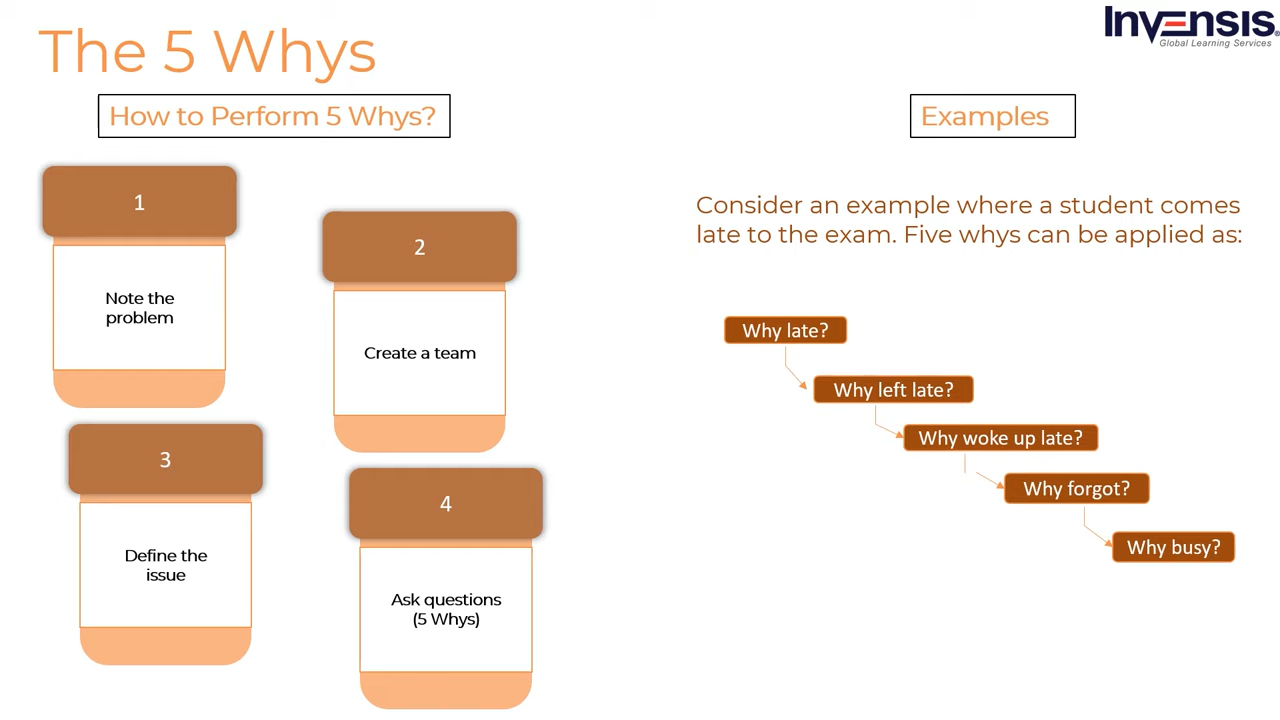 The 5 Whys
Invensis
Global Learning Services
How to Perform 5 Whys?
1
Note the
problem
2
Create a team
3
Define the
issue
4
Ask questions
(5 Whys)
Examples
Consider an example where a student comes
late to the exam. Five whys can be applied as:
Why late?
Why left late?
Why woke up late?
Why forgot?
Why busy?